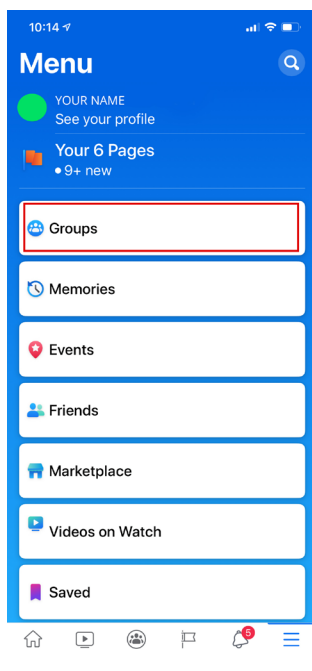 10:14
Menu
YOUR NAME
See your profile
Your 6 Pages
• 9+ new
Groups
Memories
Events
Friends
Marketplace
Videos on Watch
Saved
5